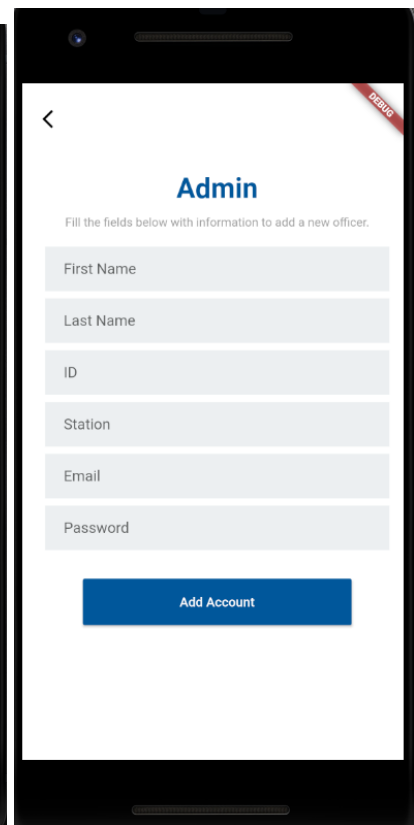 DEBUG
Admin
Fill the fields below with information to add a new officer.
First Name
Last Name
ID
Station
Email
Password
Add Account